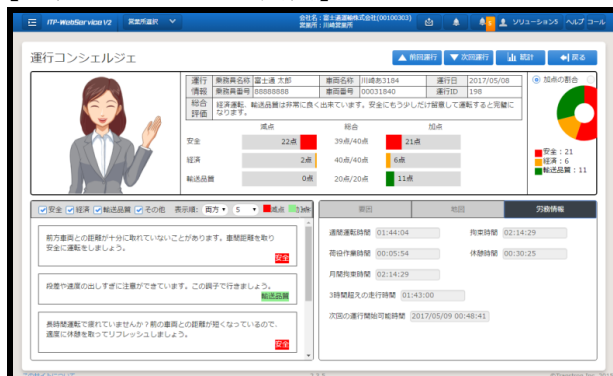 ITP-WebService V2
営業所選択
会社名：富士通運輸株式会社(00100303)
営業所：川崎営業所
5
ソリューション5
ヘルプ コール
運行コンシェルジェ
▲ 前回運行
▼ 次回運行
統計
戻る
運行情報
乗務員名称 富士通 太郎
車両名称 川崎あ3184
運行日 2017/05/08
乗務員番号 88888888
車両番号 00031840
運行ID 198
総合評価
経済運転、輸送品質は非常に良く出来ています。安全にもう少しだけ留意して運転すると完璧に
なります。
減点 総合 加点
安全 22点 39点/40点 21点
経済 2点 40点/40点 6点
輸送品質 0点 20点/20点 11点
加点の割合
安全：21
経済：6
輸送品質：11
安全 経済 輸送品質 その他 表示順: 両方 5 減点
前方車両との距離が十分に取れていないことがあります。車間距離を取り
安全に運転をしましょう。
安全
段差や速度の出しすぎに注意ができています。この調子で行きましょう。
輸送品質
長時間運転で疲れていませんか？前の車両との距離が短くなっているので、
適度に休憩を取ってリフレッシュしましょう。
安全
要因 地図 労務情報
連続運転時間 01:44:04
拘束時間 02:14:29
荷役作業時間 00:05:54
休憩時間 00:30:25
月間拘束時間 02:14:29
3時間超えの走行時間 01:43:00
次回の運行開始可能時間 2017/05/09 00:48:41